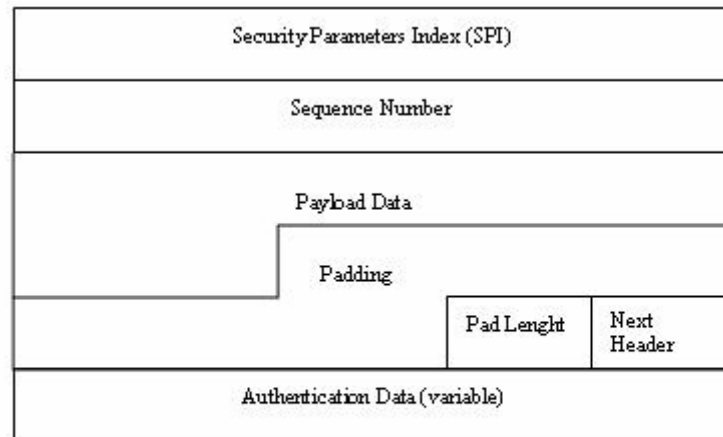 Security Parameters Index (SPI)
Sequence Number
Payload Data
Padding
Pad Lenght
Next
Header
Authentication Data (variable)